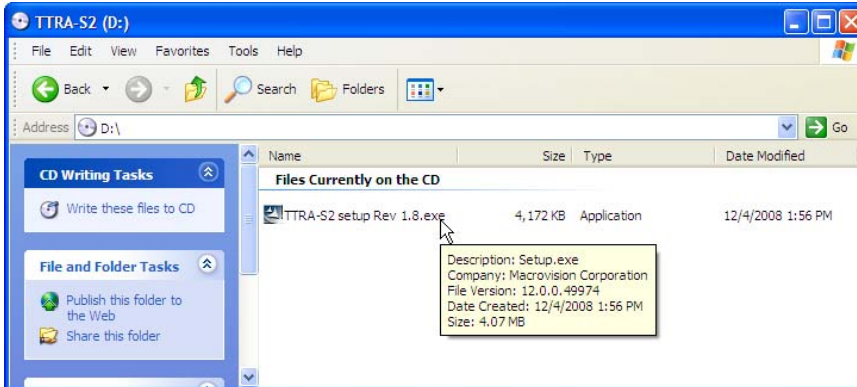 TTRA-S2 (D:)
File Edit View Favorites Tools Help
Back Search Folders
Address D:\ Go
Name Size Type Date Modified
CD Writing Tasks
Files Currently on the CD
Write these files to CD
TTRA-S2 setup Rev 1.8.exe 4,172 KB Application 12/4/2008 1:56 PM
Description: Setup.exe
Company: Macrovision Corporation
File Version: 12.0.0.49974
Date Created: 12/4/2008 1:56 PM
Size: 4.07 MB
File and Folder Tasks
Publish this folder to
the Web
Share this folder